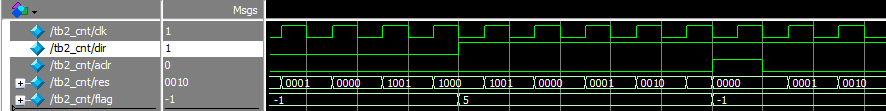 Msgs
/tb2_cnt/clk 1
/tb2_cnt/dir 1
/tb2_cnt/adr 0
/tb2_cnt/res 0010 0001 0000 1001 1000 1001 0000 0001 0010 0000 0001 0010
/tb2_cnt/flag -1 -1 5 -1